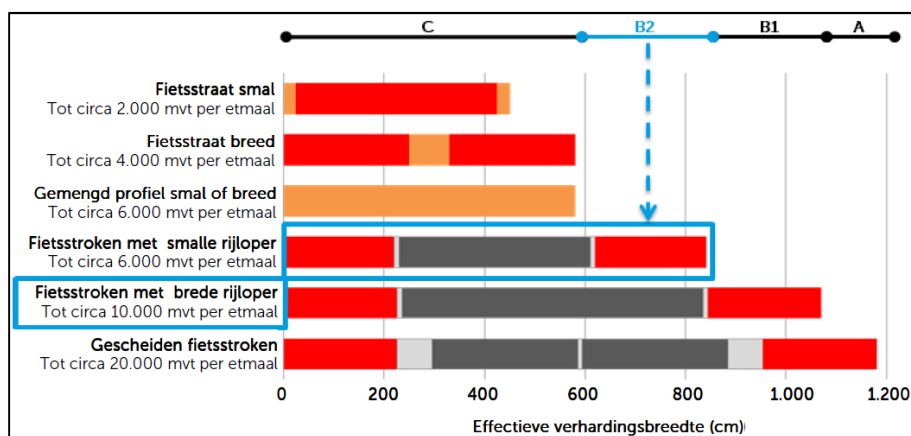 C B2 B1 A
Fietsstraat smal
Tot circa 2.000 mvt per etmaal
Fietsstraat breed
Tot circa 4.000 mvt per etmaal
Gemengd profiel smal of breed
Tot circa 6.000 mvt per etmaal
Fietsstroken met smalle rijloper
Tot circa 6.000 mvt per etmaal
Fietsstroken met brede rijloper
Tot circa 10.000 mvt per etmaal
Gescheiden fietsstroken
Tot circa 20.000 mvt per etmaal
0 200 400 600 800 1.000 1.200
Effectieve verhardingsbreedte (cm)